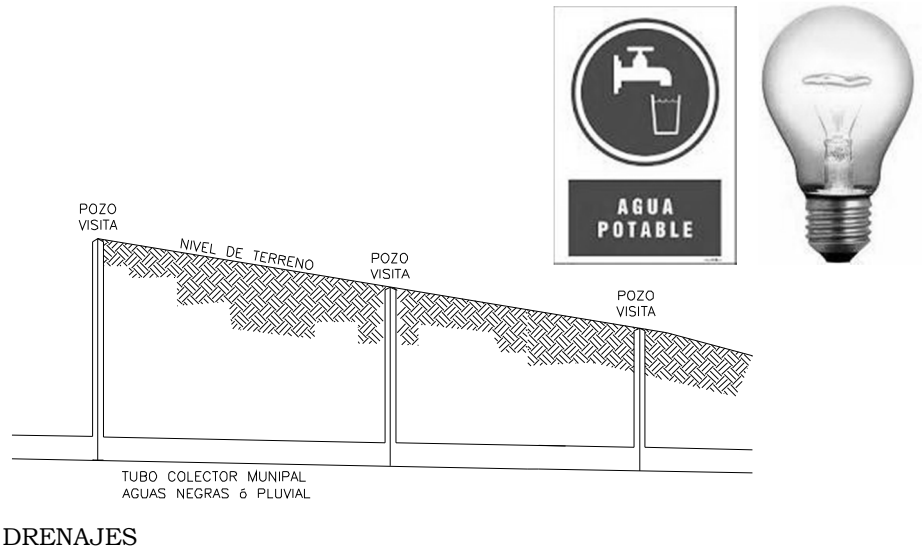 AGUA
POTABLE
POZO
VISITA
NIVEL DE TERRENO
POZO
VISITA
POZO
VISITA
TUBO COLECTOR MUNIPAL
AGUAS NEGRAS ó PLUVIAL
DRENAJES